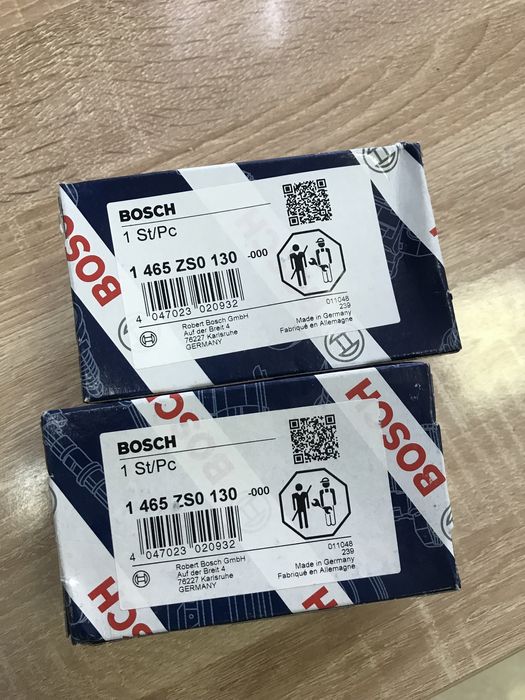 BOSCH
1 St/Pc
1 465 ZS0 130 -000
4 047023 020932
011048
239
Robert Bosch GmbH
Auf der Breit 4
76227 Karlsruhe
GERMANY
Made in Germany
Fabriqué en Allemagne
BOSCH
BOSCH
BOSCH
1 St/Pc
1 465 ZS0 130 -000
4 047023 020932
011048
239
Robert Bosch GmbH
Auf der Breit 4
76227 Karlsruhe
GERMANY
Made in Germany
Fabriqué en Allemagne
BOSCH